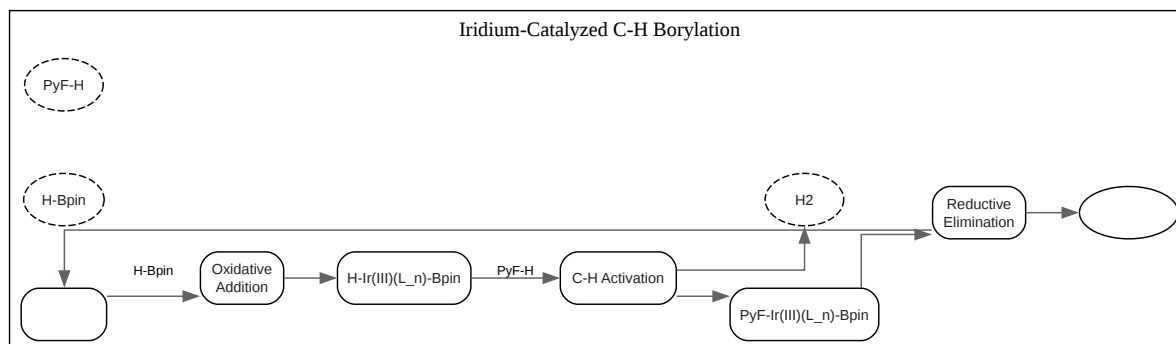 Iridium-Catalyzed C-H Borylation
PyF-H
H-Bpin
H2
Reductive
Elimination
H-Bpin
Oxidative
Addition
H-Ir(III)(L_n)-Bpin
PyF-H
C-H Activation
PyF-Ir(III)(L_n)-Bpin